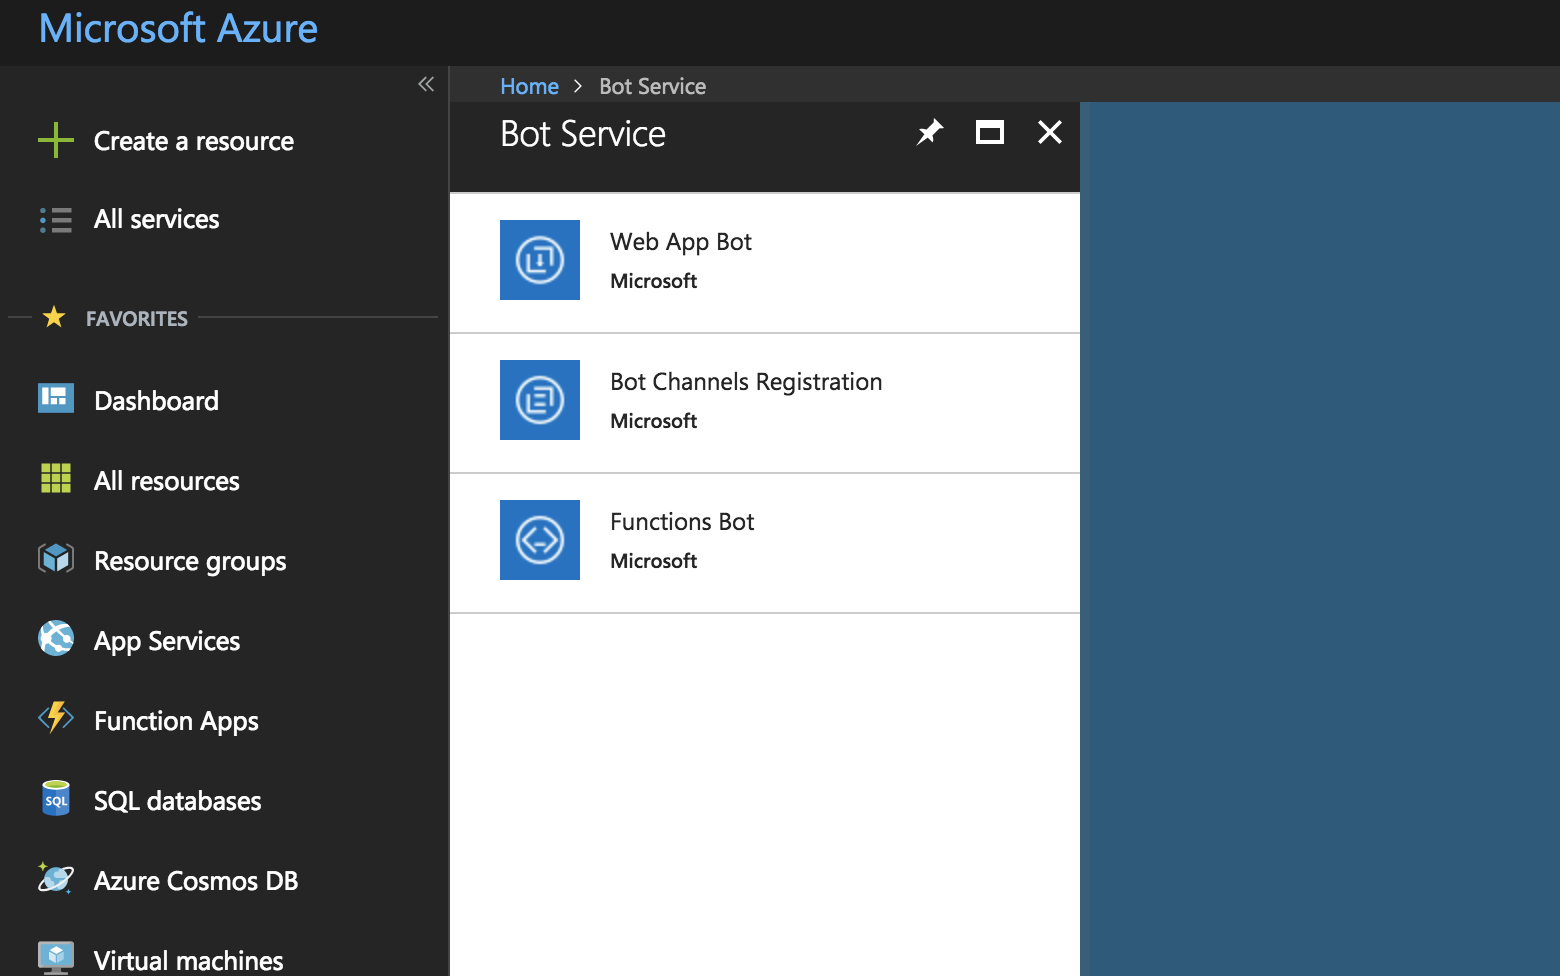 Microsoft Azure
Home > Bot Service
Create a resource
All services
FAVORITES
Dashboard
All resources
Resource groups
App Services
Function Apps
SQL
SQL databases
Azure Cosmos DB
Virtual machines
Bot Service
Web App Bot
Microsoft
Bot Channels Registration
Microsoft
Functions Bot
Microsoft